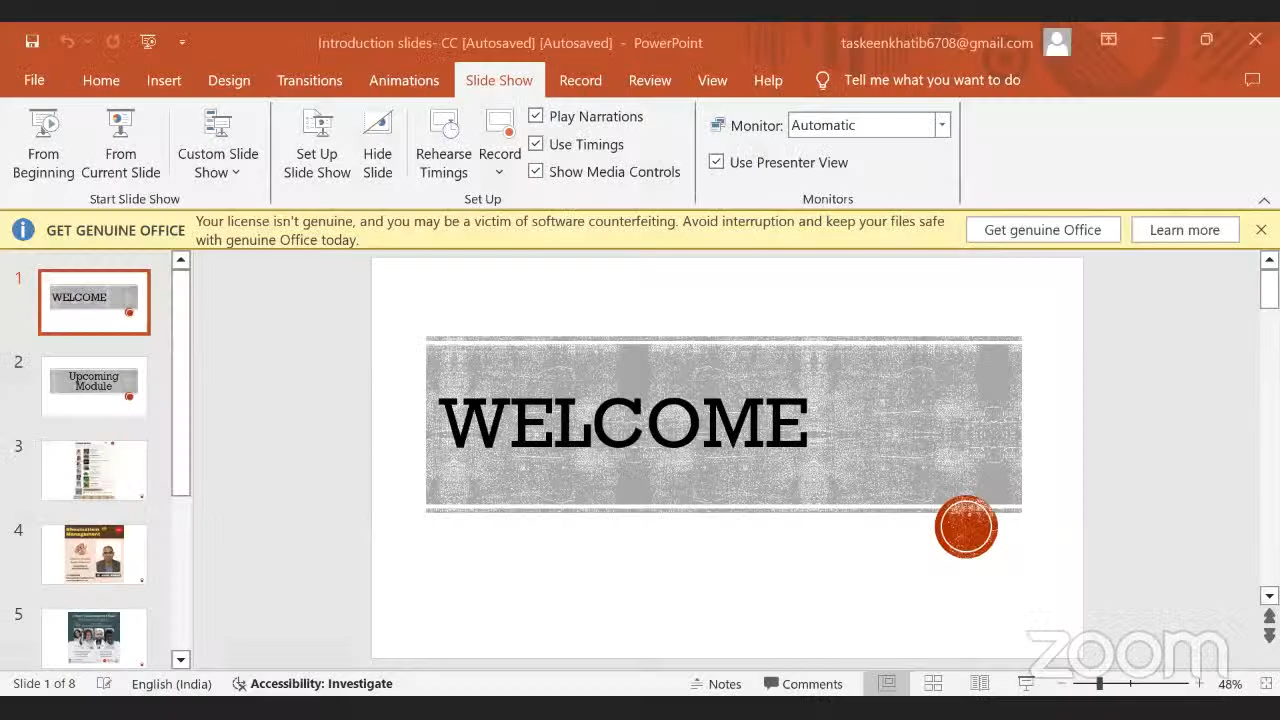 Introduction slides- CC [Autosaved] [Autosaved] - PowerPoint
taskeenkhatib6708@gmail.com
File Home Insert Design Transitions Animations Slide Show Record Review View Help Tell me what you want to do
From Beginning
From Current Slide
Custom Slide Show
Start Slide Show
Set Up Slide Show
Hide Slide
Rehearse Timings
Record
Play Narrations
Use Timings
Show Media Controls
Set Up
Monitor: Automatic
Use Presenter View
Monitors
GET GENUINE OFFICE
Your license isn't genuine, and you may be a victim of software counterfeiting. Avoid interruption and keep your files safe
with genuine Office today.
Get genuine Office
Learn more
1
WELCOME
2
Upcoming
Module
3
4
Management
5
WELCOME
zoom
Slide 1 of 8
English (India)
Accessibility: Investigate
Notes
Comments
48%